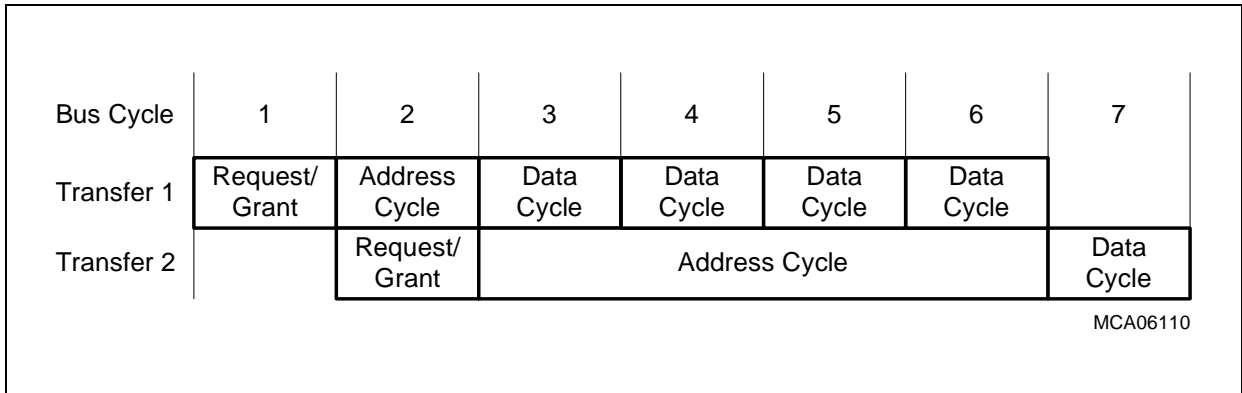 Bus Cycle 1 2 3 4 5 6 7
Transfer 1
Request/
Grant
Address
Cycle
Data
Cycle
Data
Cycle
Data
Cycle
Data
Cycle
Transfer 2
Request/
Grant
Address Cycle
Data
Cycle
MCA06110